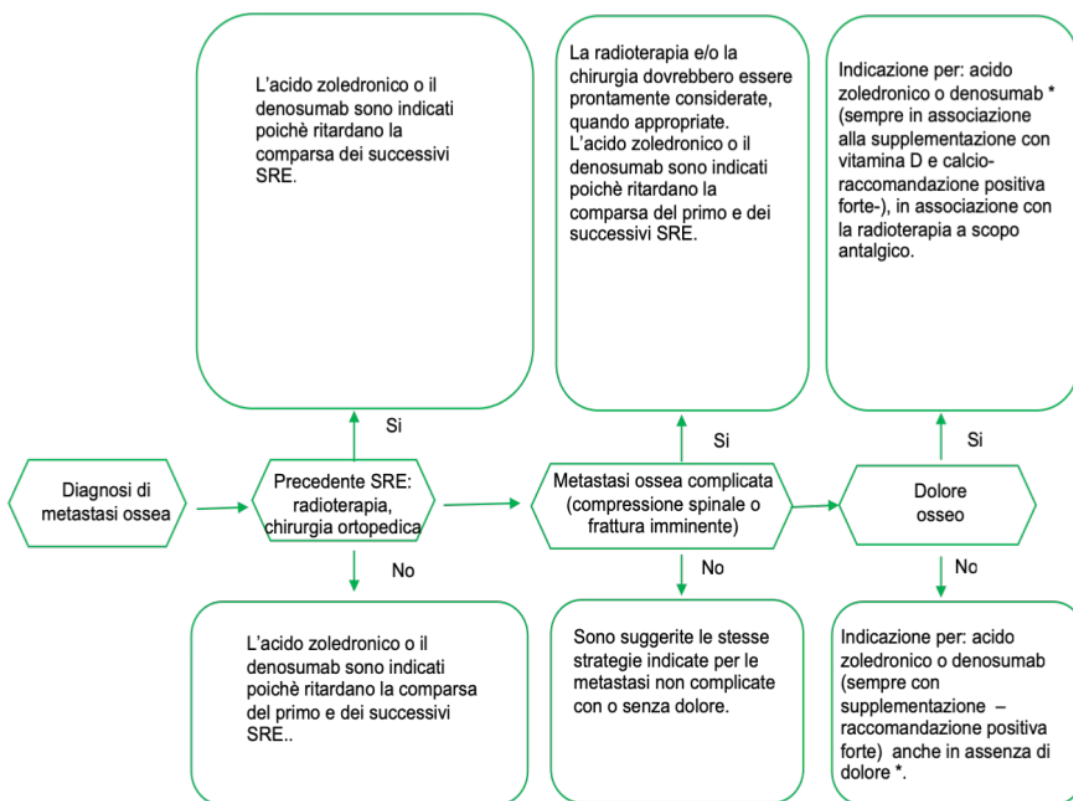 L'acido zoledronico o il
denosumab sono indicati
poichè ritardano la
comparsa dei successivi
SRE.
La radioterapia e/o la
chirurgia dovrebbero essere
prontamente considerate,
quando appropriate.
L'acido zoledronico o il
denosumab sono indicati
poichè ritardano la
comparsa del primo e dei
successivi SRE.
Indicazione per: acido
zoledronico o denosumab *
(sempre in associazione
alla supplementazione con
vitamina D e calcio-
raccomandazione positiva
forte-), in associazione con
la radioterapia a scopo
antalgico.
Si
Si
Si
Diagnosi di
metastasi ossea
Precedente SRE:
radioterapia,
chirurgia ortopedica
Metastasi ossea complicata
(compressione spinale o
frattura imminente)
Dolore
osseo
No
No
No
L'acido zoledronico o il
denosumab sono indicati
poichè ritardano la comparsa
del primo e dei successivi
SRE..
Sono suggerite le stesse
strategie indicate per le
metastasi non complicate
con o senza dolore.
Indicazione per: acido
zoledronico o denosumab
(sempre con
supplementazione –
raccomandazione positiva
forte) anche in assenza di
dolore *.